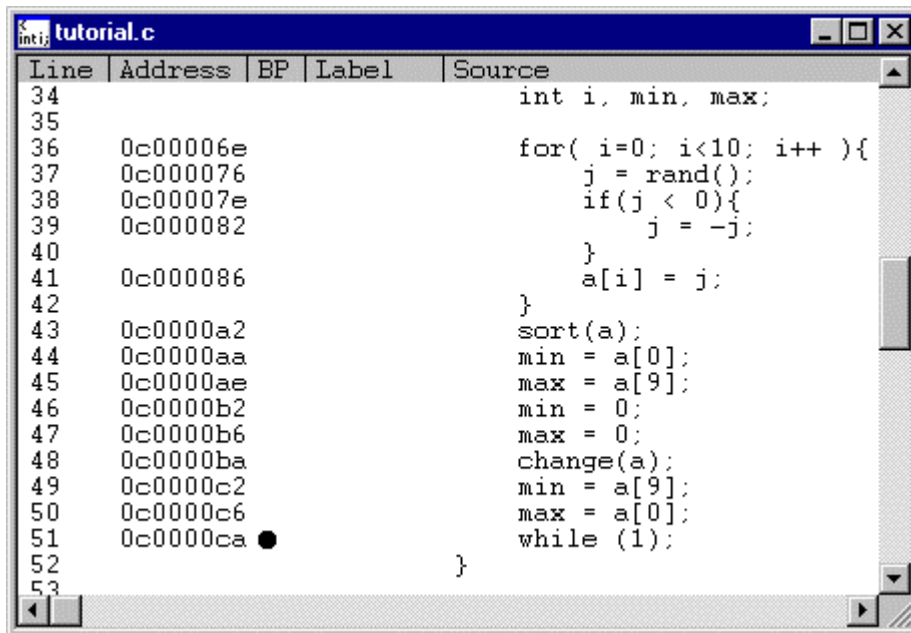 inti; tutorial.c
Line Address BP Label Source
34 int i, min, max;
35
36 0c00006e for( i=0; i<10; i++ ){
37 0c000076 j = rand();
38 0c00007e if(j < 0){
39 0c000082 j = -j;
40 }
41 0c000086 a[i] = j;
42 }
43 0c0000a2 sort(a);
44 0c0000aa min = a[0];
45 0c0000ae max = a[9];
46 0c0000b2 min = 0;
47 0c0000b6 max = 0;
48 0c0000ba change(a);
49 0c0000c2 min = a[9];
50 0c0000c6 max = a[0];
51 0c0000ca ● while (1);
52 }
53